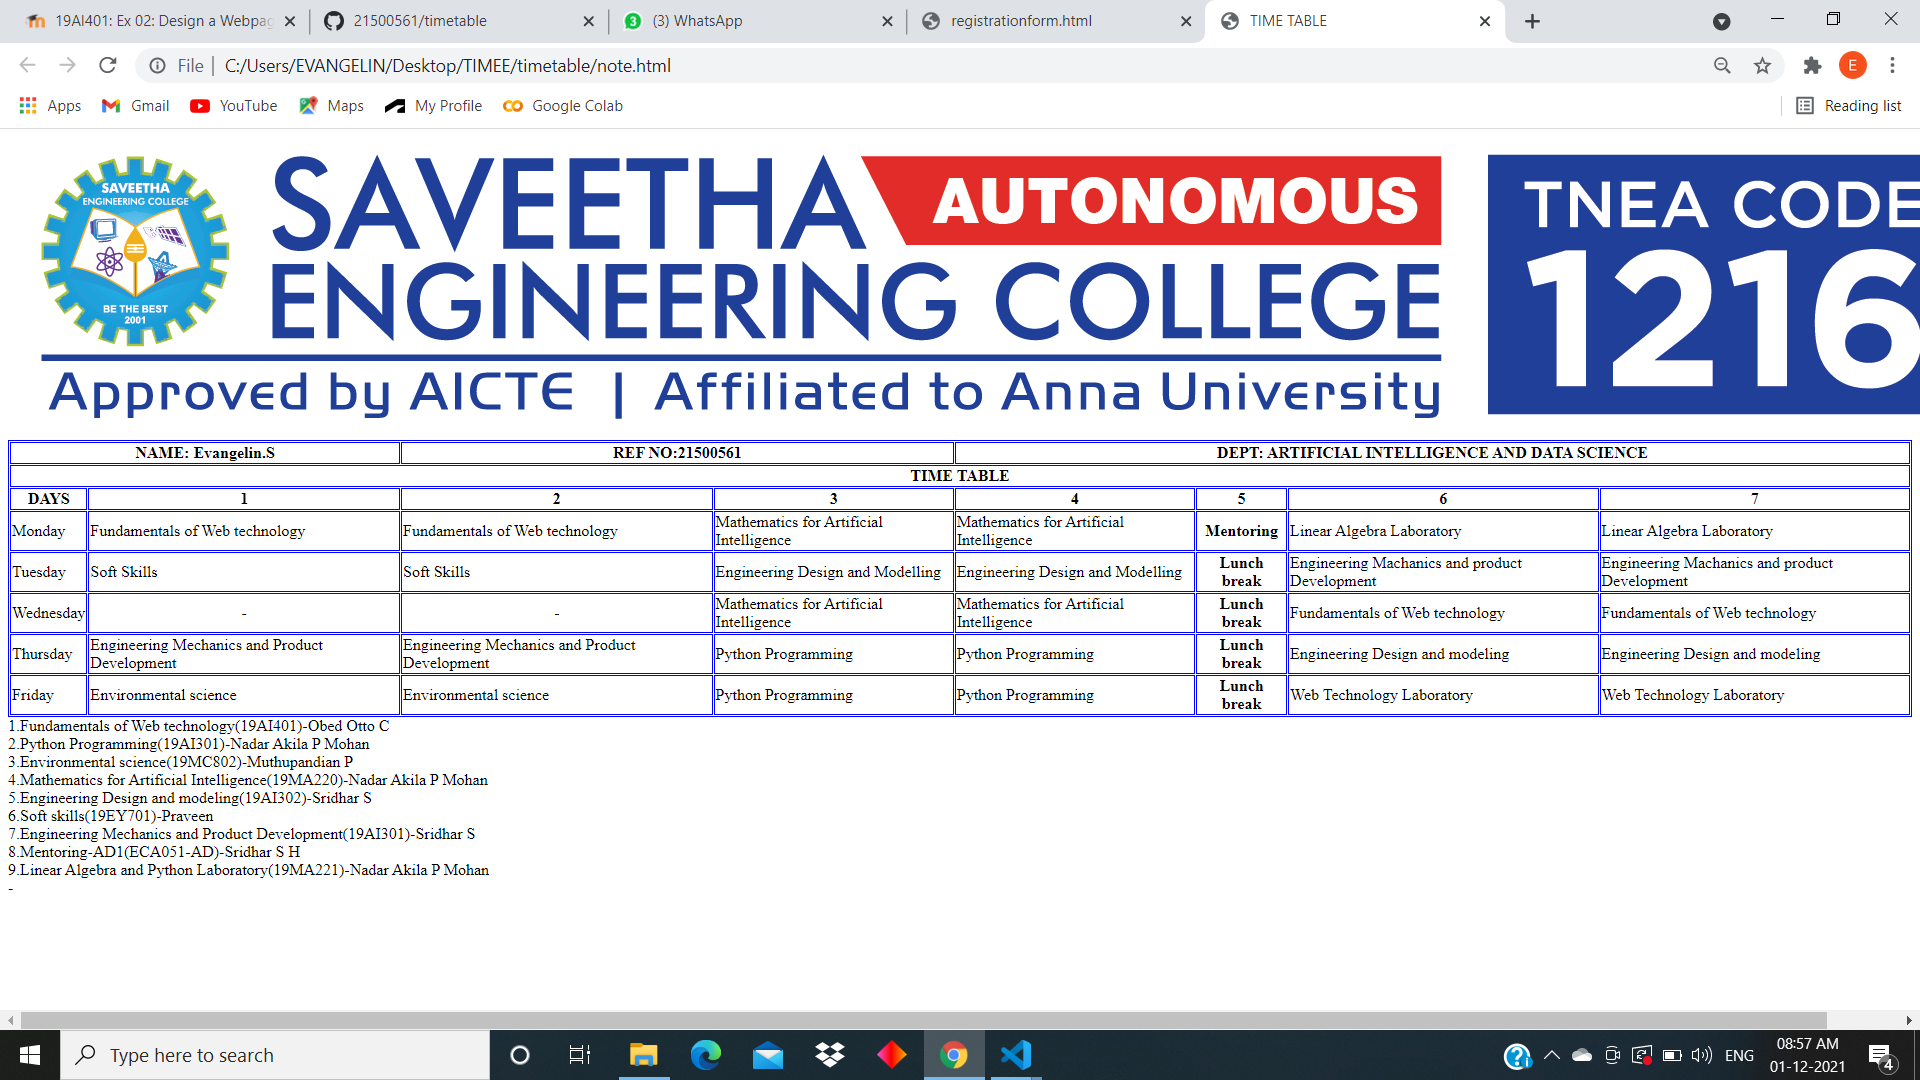 19AI401: Ex 02: Design a Webpag
21500561/timetable
(3) WhatsApp
registrationform.html
TIME TABLE
File | C:/Users/EVANGELIN/Desktop/TIMEE/timetable/note.html
E
Apps Gmail YouTube Maps My Profile Google Colab Reading list
SAVEETHA
ENGINEERING COLLEGE
BE THE BEST
2001
SAVEETHA AUTONOMOUS
ENGINEERING COLLEGE
Approved by AICTE | Affiliated to Anna University
TNEA CODE
1216
NAME: Evangelin.S REF NO:21500561 DEPT: ARTIFICIAL INTELLIGENCE AND DATA SCIENCE
TIME TABLE
DAYS 1 2 3 4 5 6 7
Monday Fundamentals of Web technology Fundamentals of Web technology Mathematics for Artificial Intelligence Mathematics for Artificial Intelligence Mentoring Linear Algebra Laboratory Linear Algebra Laboratory
Tuesday Soft Skills Soft Skills Engineering Design and Modelling Engineering Design and Modelling Lunch break Engineering Machanics and product Development Engineering Machanics and product Development
Wednesday - - Mathematics for Artificial Intelligence Mathematics for Artificial Intelligence Lunch break Fundamentals of Web technology Fundamentals of Web technology
Thursday Engineering Mechanics and Product Development Engineering Mechanics and Product Development Python Programming Python Programming Lunch break Engineering Design and modeling Engineering Design and modeling
Friday Environmental science Environmental science Python Programming Python Programming Lunch break Web Technology Laboratory Web Technology Laboratory
1.Fundamentals of Web technology(19AI401)-Obed Otto C
2.Python Programming(19AI301)-Nadar Akila P Mohan
3.Environmental science(19MC802)-Muthupandian P
4.Mathematics for Artificial Intelligence(19MA220)-Nadar Akila P Mohan
5.Engineering Design and modeling(19AI302)-Sridhar S
6.Soft skills(19EY701)-Praveen
7.Engineering Mechanics and Product Development(19AI301)-Sridhar S
8.Mentoring-AD1(ECA051-AD)-Sridhar S H
9.Linear Algebra and Python Laboratory(19MA221)-Nadar Akila P Mohan
-
Type here to search
ENG
08:57 AM
01-12-2021
4